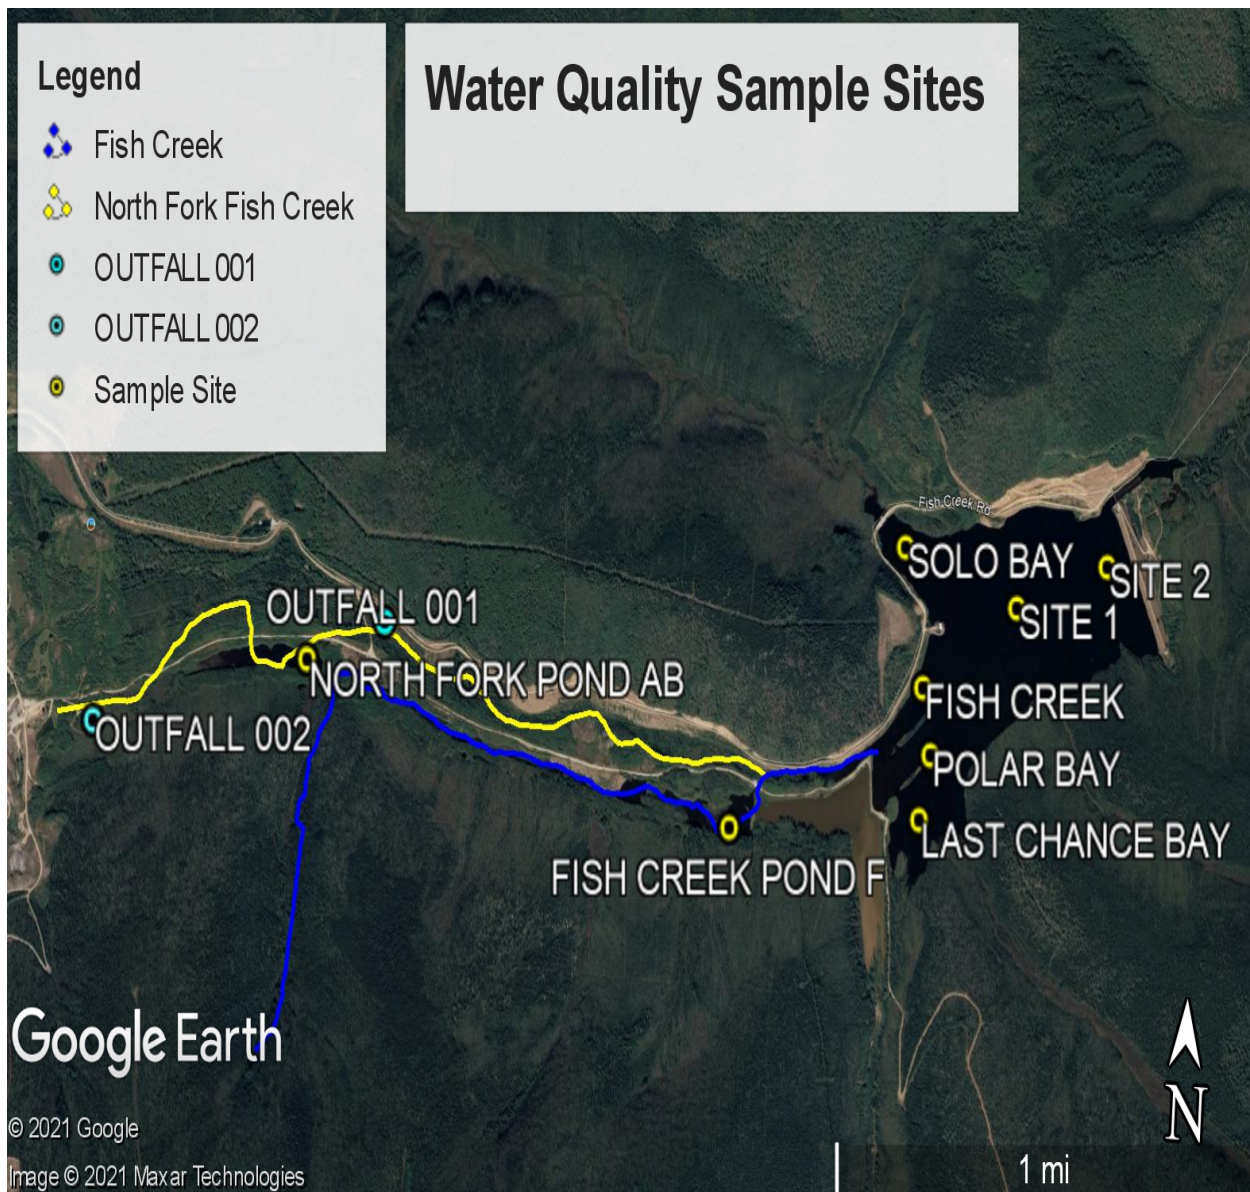 Legend
Fish Creek
North Fork Fish Creek
OUTFALL 001
OUTFALL 002
Sample Site
Water Quality Sample Sites
Fish Creek Rd
SOLO BAY
SITE 2
SITE 1
OUTFALL 001
NORTH FORK POND AB
FISH CREEK
OUTFALL 002
POLAR BAY
LAST CHANCE BAY
FISH CREEK POND F
Google Earth
N
© 2021 Google
Image © 2021 Maxar Technologies
1 mi